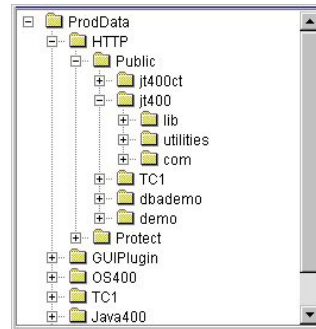 ProdData
HTTP
Public
jt400ct
jt400
lib
utilities
com
TC1
dbademo
demo
Protect
GUIPlugin
OS400
TC1
Java400